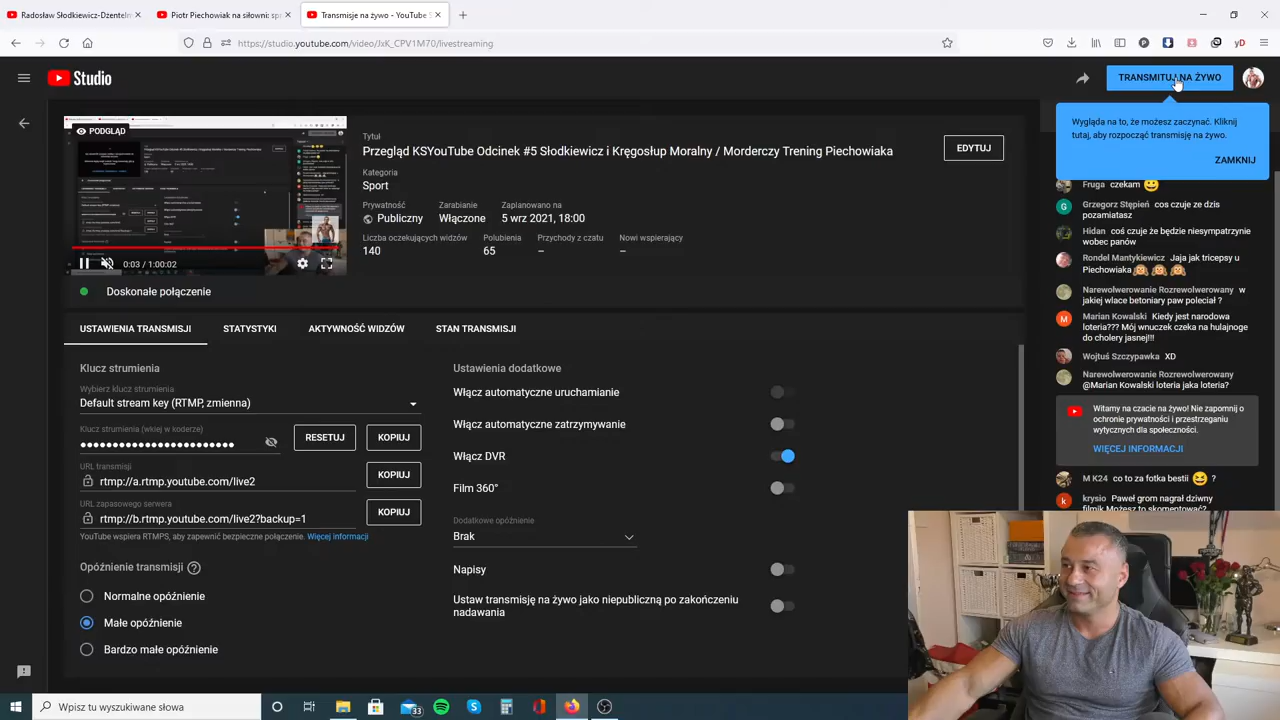 Radosław Słodkiewicz-Dżentelm
Piotr Piechowiak na siłowni: sp
Transmisje na żywo - YouTube S
https://studio.youtube.com/video/JxK_CPV1M70/livestreaming
Studio
TRANSMITUJ NA ŻYWO
Wygląda na to, że możesz zaczynać. Kliknij
tutaj, aby rozpocząć transmisję na żywo.
ZAMKNIJ
PODGLĄD
0:03 / 1:00:02
Tytuł
Przegląd KSYouTube Odcinek #5 Słodkiewicz i Kręgosłup Moralny / Morderczy Trening Piechowiaka
EDYTUJ
Kategoria
Sport
Prywatność Zarabianie Zaplanowano na
Publiczny Włączone 5 wrz 2021, 18:00
Liczba oczekujących widzów Polubienia Przychody z czatu Nowi wspierający
140 65 – –
Doskonałe połączenie
USTAWIENIA TRANSMISJI STATYSTYKI AKTYWNOŚĆ WIDZÓW STAN TRANSMISJI
Klucz strumienia
Wybierz klucz strumienia
Default stream key (RTMP, zmienna)
Klucz strumienia (wklej w koderze)
RESETUJ KOPIUJ
URL transmisji
rtmp://a.rtmp.youtube.com/live2
KOPIUJ
URL zapasowego serwera
rtmp://b.rtmp.youtube.com/live2?backup=1
KOPIUJ
YouTube wspiera RTMPS, aby zapewnić bezpieczne połączenie. Więcej informacji
Opóźnienie transmisji
Normalne opóźnienie
Małe opóźnienie
Bardzo małe opóźnienie
Ustawienia dodatkowe
Włącz automatyczne uruchamianie
Włącz automatyczne zatrzymywanie
Włącz DVR
Film 360°
Dodatkowe opóźnienie
Brak
Napisy
Ustaw transmisję na żywo jako niepubliczną po zakończeniu
nadawania
Fruga czekam
Grzegorz Stępień cos czuje ze dzis
pozamiatasz
Hidan coś czuje że będzie niesympatrzynie
wobec panów
Rondel Mantykiewicz Jaja jak tricepsy u
Piechowiaka
Narewolwerowanie Rozrewolwerowany w
jakiej wlace betoniary paw poleciał ?
Marian Kowalski Kiedy jest narodowa
loteria??? Mój wnuczek czeka na hulajnoge
do cholery jasnej!!!
Wojtuś Szczypawka XD
Narewolwerowanie Rozrewolwerowany
@Marian Kowalski loteria jaka loteria?
Witamy na czacie na żywo! Nie zapomnij o
ochronie prywatności i przestrzeganiu
wytycznych dla społeczności.
WIĘCEJ INFORMACJI
M K24 co to za fotka bestii ?
krysio Paweł grom nagrał dziwny
filmik Możesz to skomentować?
Wpisz tu wyszukiwane słowa
33